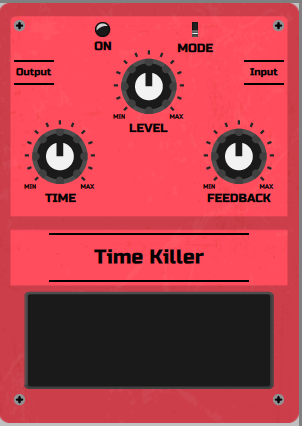 ON
MODE
Output
Input
MIN MAX
LEVEL
MIN MAX
TIME
MIN MAX
FEEDBACK
Time Killer